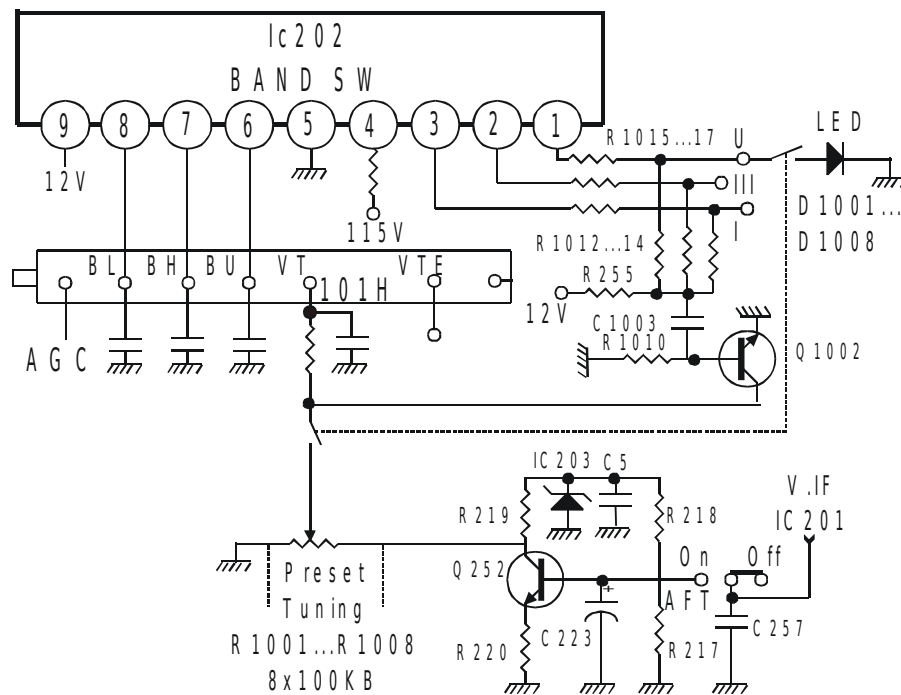 Ic202
BAND SW
9 8 7 6 5 4 3 2 1
12V
115V
R1015...17
U
LED
III
I
D1001...
D1008
R1012...14
R255
12V
C1003
R1010
Q1002
BL BH BU VT VTE
101H
AGC
IC203 C5
V.IF
IC201
R219
R218
On Off
Q252
AFT
Preset
Tuning
R1001...R1008
8x100KB
R220
C223
+
R217
C257